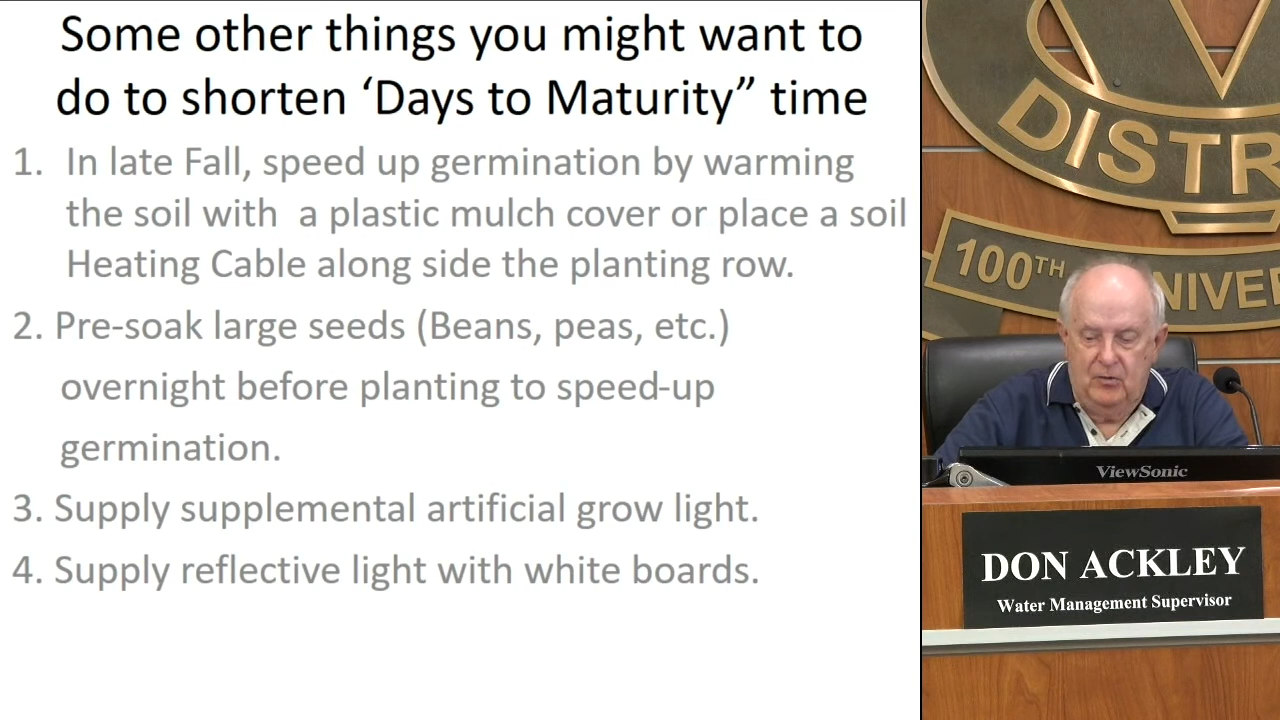 Some other things you might want to
do to shorten ‘Days to Maturity” time
1. In late Fall, speed up germination by warming
the soil with a plastic mulch cover or place a soil
Heating Cable along side the planting row.
2. Pre-soak large seeds (Beans, peas, etc.)
overnight before planting to speed-up
germination.
3. Supply supplemental artificial grow light.
4. Supply reflective light with white boards.
DISTR
100TH
NIVER
ViewSonic
DON ACKLEY
Water Management Supervisor